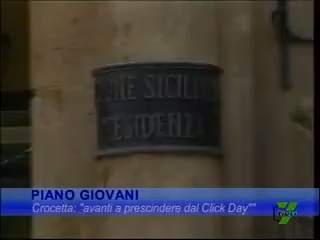 NE SICILI
ESIDENZA
PIANO GIOVANI
Crocetta: "avanti a prescindere dal Click Day""